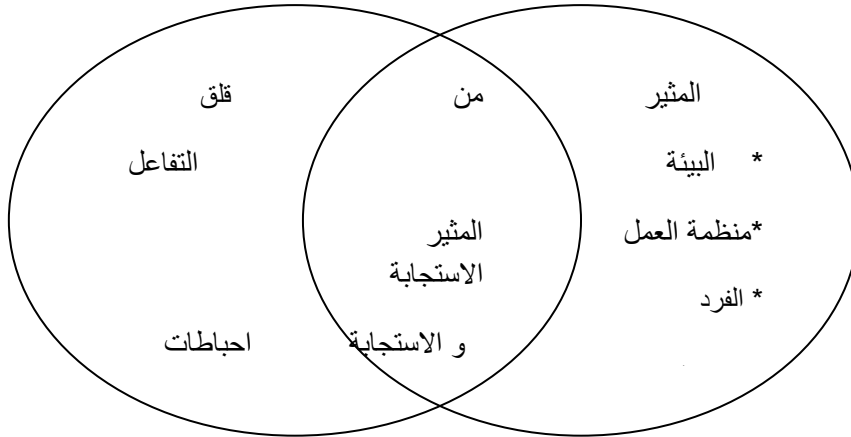 المثير من قلق
* البيئة التفاعل
*منظمة العمل المثير
الاستجابة
* الفرد
و الاستجابة احباطات